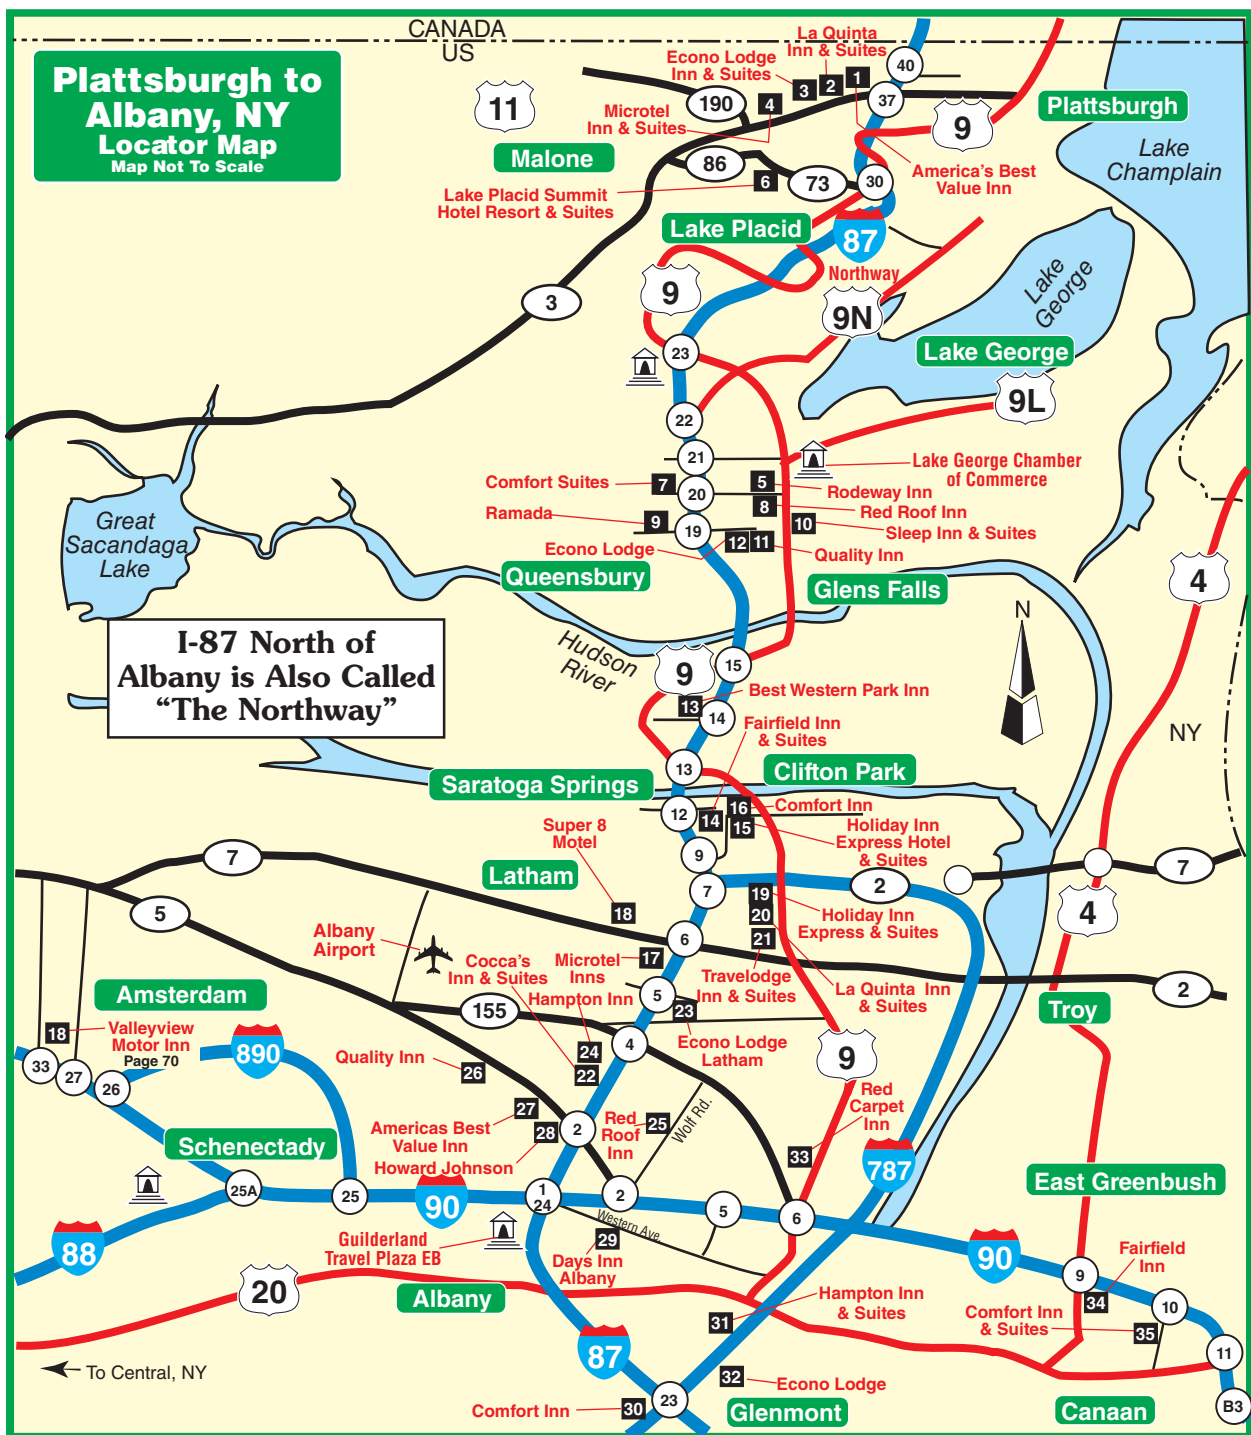 CANADA
US
Plattsburgh to
Albany, NY
Locator Map
Map Not To Scale
La Quinta
Inn & Suites
Econo Lodge
Inn & Suites
40
3
2
1
11
190
4
37
Microtel
Inn & Suites
9
Plattsburgh
Malone
86
6
73
30
America's Best
Value Inn
Lake
Champlain
Lake Placid Summit
Hotel Resort & Suites
Lake Placid
87
Northway
9
9N
3
Lake
George
23
Lake George
9L
22
21
Lake George Chamber
of Commerce
Comfort Suites
7
20
5
Rodeway Inn
8
Red Roof Inn
Ramada
9
19
10
Sleep Inn & Suites
Econo Lodge
12
11
Quality Inn
Great
Sacandaga
Lake
Queensbury
Glens Falls
4
N
I-87 North of
Albany is Also Called
“The Northway”
Hudson
River
9
15
13
Best Western Park Inn
14
Fairfield Inn
& Suites
NY
13
Clifton Park
Saratoga Springs
12
14
16
Comfort Inn
15
Holiday Inn
Express Hotel
& Suites
Super 8
Motel
9
7
Latham
7
2
7
5
18
19
Holiday Inn
Express & Suites
20
4
6
21
Albany
Airport
Cocca's
Inn & Suites
Microtel
Inns
17
Travelodge
Inn & Suites
La Quinta Inn
& Suites
2
Amsterdam
Hampton Inn
5
155
23
Troy
18
Valleyview
Motor Inn
Page 70
890
24
4
Econo Lodge
Latham
9
33
27
26
Quality Inn
26
22
Red
Carpet
Inn
Americas Best
Value Inn
27
28
2
Red
Roof
Inn
25
Wolf Rd.
Schenectady
Howard Johnson
33
787
East Greenbush
25A
25
90
1
24
2
5
6
Western Ave.
88
Guilderland
Travel Plaza EB
29
Days Inn
Albany
90
Fairfield
Inn
9
34
10
20
Albany
Hampton Inn
& Suites
31
Comfort Inn
& Suites
35
87
11
To Central, NY
32
Econo Lodge
Comfort Inn
30
23
Glenmont
Canaan
B3